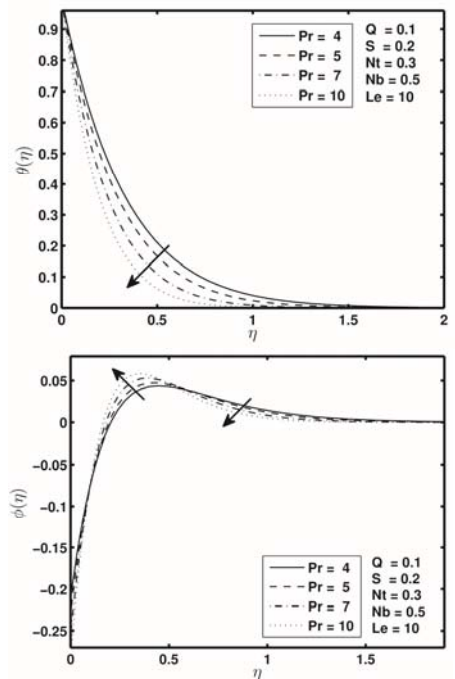 0.9
0.8
0.7
0.6
0.5
0.4
0.3
0.2
0.1
0
θ(η)
Pr = 4
Pr = 5
Pr = 7
Pr = 10
Q = 0.1
S = 0.2
Nt = 0.3
Nb = 0.5
Le = 10
0 0.5 1 1.5 2
η
0.05
0
−0.05
−0.1
−0.15
−0.2
−0.25
ϕ(η)
Pr = 4
Pr = 5
Pr = 7
Pr = 10
Q = 0.1
S = 0.2
Nt = 0.3
Nb = 0.5
Le = 10
0 0.5 1 1.5
η